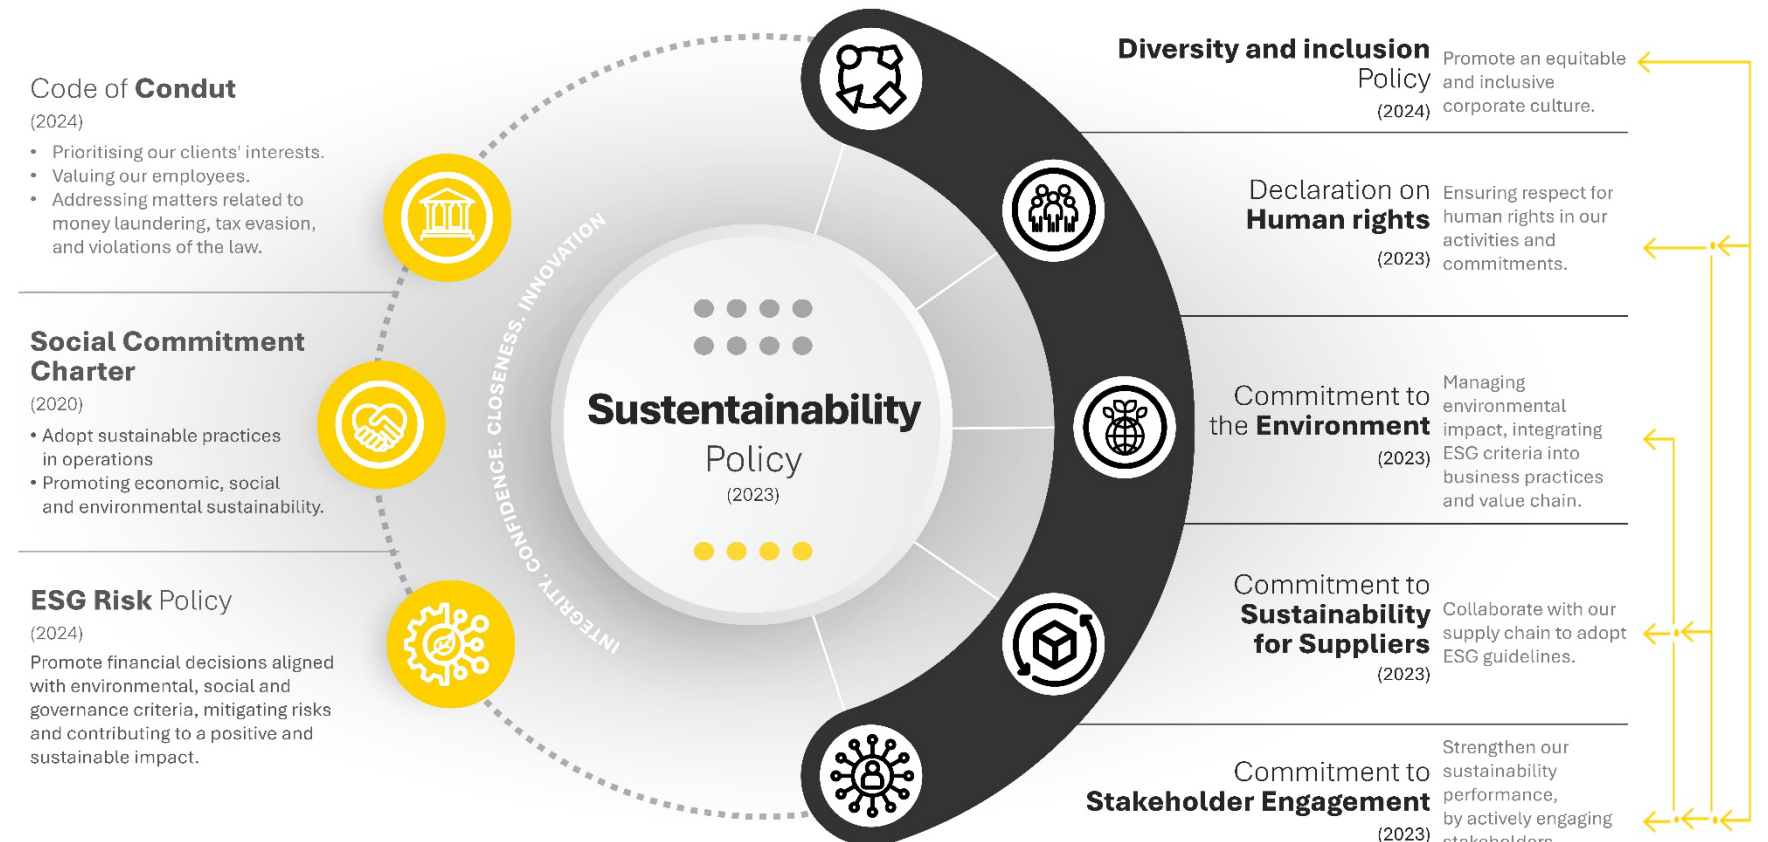 Code of Condut
(2024)
• Prioritising our clients' interests.
• Valuing our employees.
• Addressing matters related to
money laundering, tax evasion,
and violations of the law.
Social Commitment
Charter
(2020)
• Adopt sustainable practices
in operations
• Promoting economic, social
and environmental sustainability.
ESG Risk Policy
(2024)
Promote financial decisions aligned
with environmental, social and
governance criteria, mitigating risks
and contributing to a positive and
sustainable impact.
INTEGRITY. CONFIDENCE. CLOSENESS. INNOVATION
Sustentainability
Policy
(2023)
Diversity and inclusion
Policy
(2024)
Promote an equitable
and inclusive
corporate culture.
Declaration on
Human rights
(2023)
Ensuring respect for
human rights in our
activities and
commitments.
Commitment to
the Environment
(2023)
Managing
environmental
impact, integrating
ESG criteria into
business practices
and value chain.
Commitment to
Sustainability
for Suppliers
(2023)
Collaborate with our
supply chain to adopt
ESG guidelines.
Commitment to
Stakeholder Engagement
(2023)
Strengthen our
sustainability
performance,
by actively engaging
stakeholders